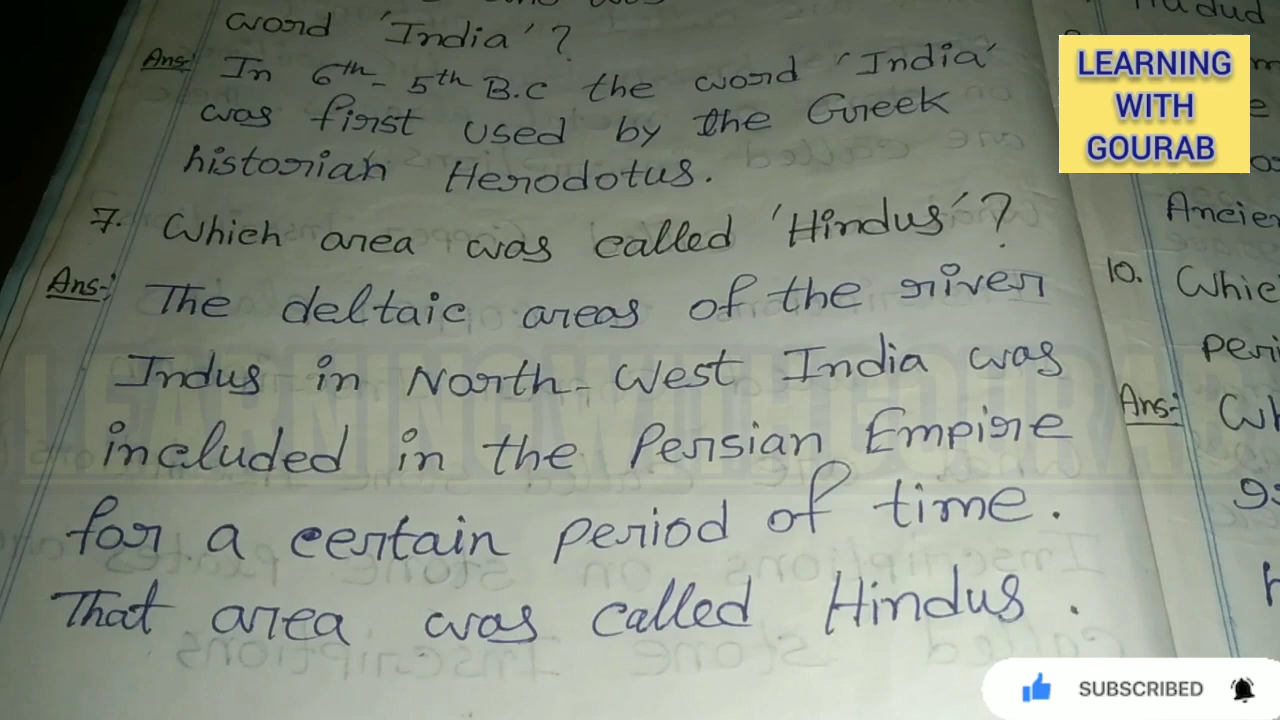 word 'India'?
Ans:- In 6th - 5th B.C the word 'India'
was first used by the Greek
historian Herodotus.
7. Which area was called 'Hindus'?
Ans:- The deltaic areas of the river
Indus in North-West India was
included in the Persian Empire
for a certain period of time.
That area was called Hindus.
10.
Ans:-
LEARNING
WITH
GOURAB
LEARNING WITH GOURAB
SUBSCRIBED